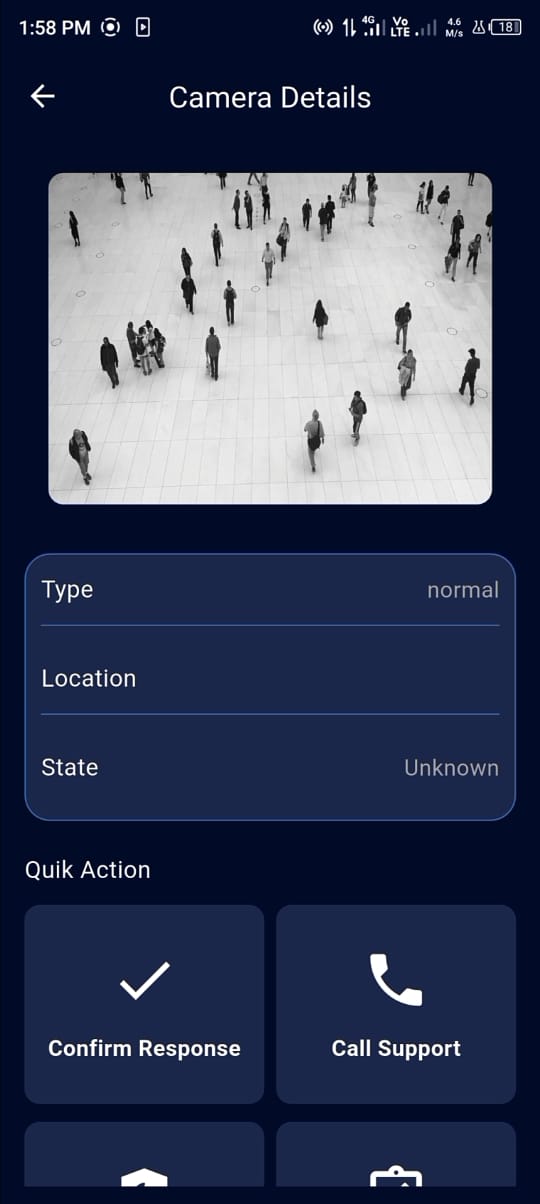 1:58 PM 4G Vo LTE 4.6 M/s 18
Camera Details
Type normal
Location
State Unknown
Quik Action
Confirm Response Call Support